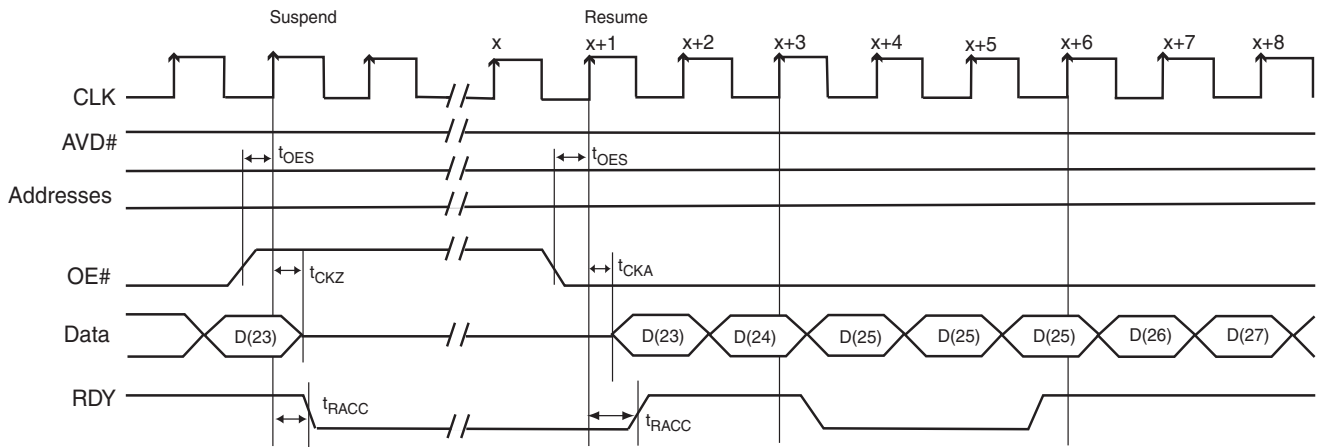 Suspend Resume
x x+1 x+2 x+3 x+4 x+5 x+6 x+7 x+8
CLK
AVD#
tOES tOES
Addresses
OE#
tCKZ tCKA
Data D(23) D(23) D(24) D(25) D(25) D(25) D(26) D(27)
RDY
tRACC tRACC